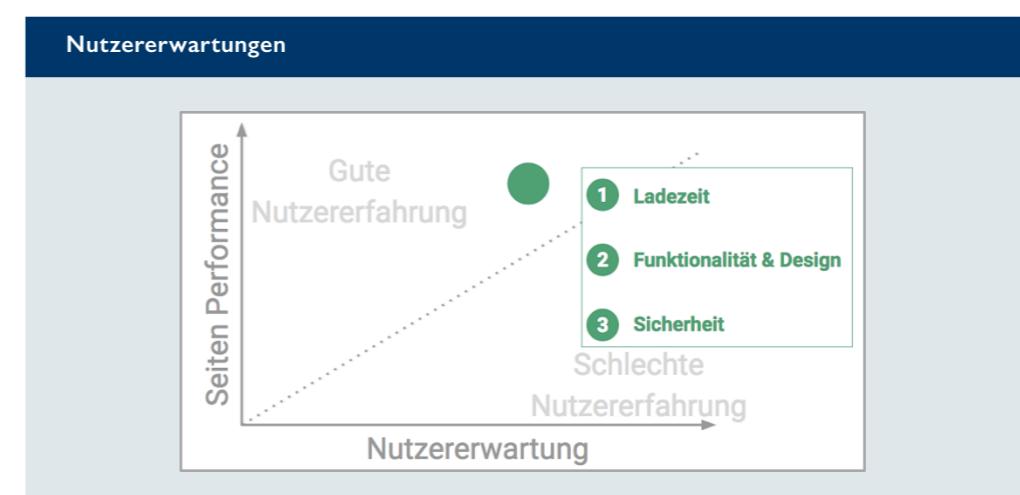 Nutzererwartungen
Seiten Performance
Gute
Nutzererfahrung
1 Ladezeit
2 Funktionalität & Design
3 Sicherheit
Schlechte
Nutzererfahrung
Nutzererwartung